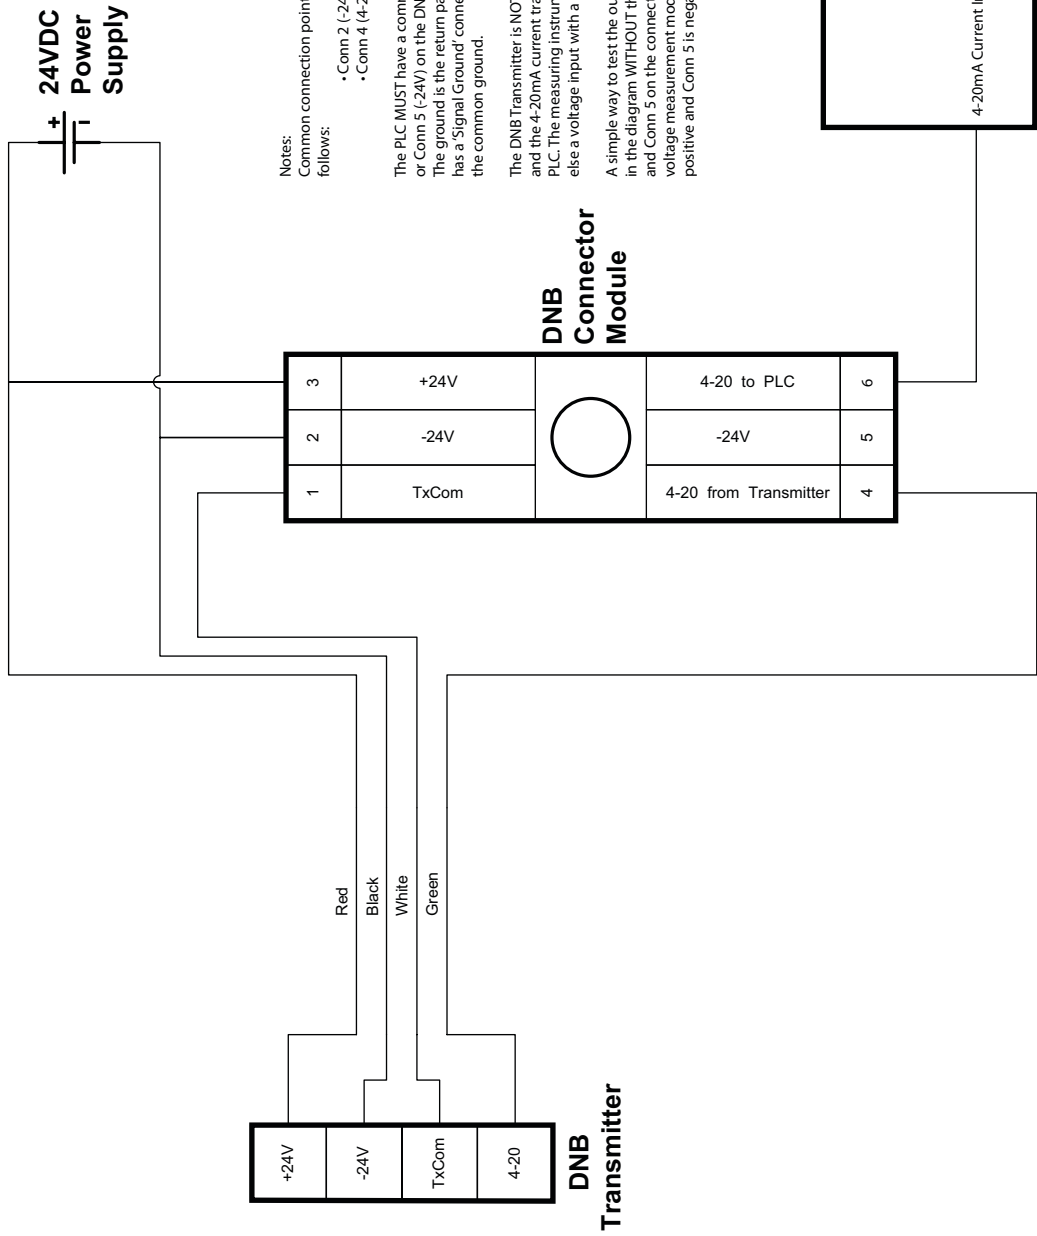 24VDC
Power
Supply
+
–
Notes:
Common connection point
follows:
• Conn 2 (-24
• Conn 4 (4-2
The PLC MUST have a comm
or Conn 5 (-24V) on the DN
The ground is the return pa
has a ‘Signal Ground’ conne
the common ground.
The DNB Transmitter is NOT
and the 4-20mA current tra
PLC. The measuring instrum
else a voltage input with a
A simple way to test the ou
in the diagram WITHOUT th
and Conn 5 on the connect
voltage measurement mod
positive and Conn 5 is nega
4-20mA Current In
DNB
Connector
Module
3
+24V
4-20 to PLC
6
2
-24V
-24V
5
1
TxCom
4-20 from Transmitter
4
Red
Black
White
Green
+24V
-24V
TxCom
4-20
DNB
Transmitter